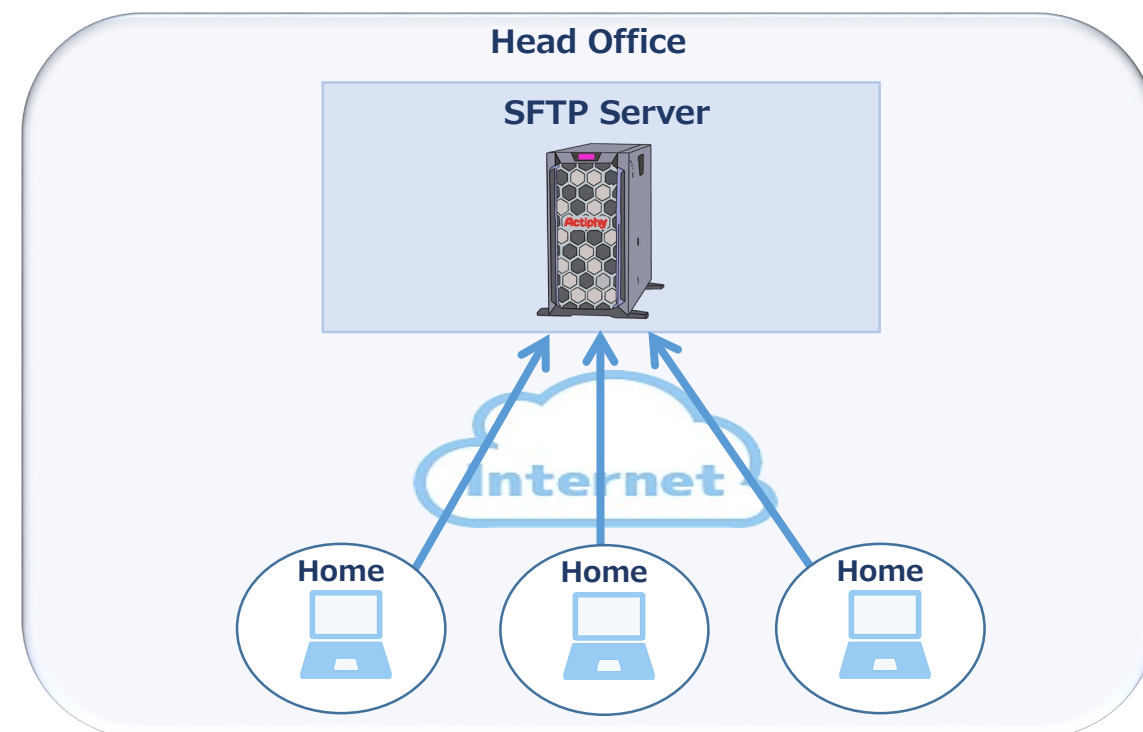 Head Office
SFTP Server
Actiphy
Internet
Home
Home
Home